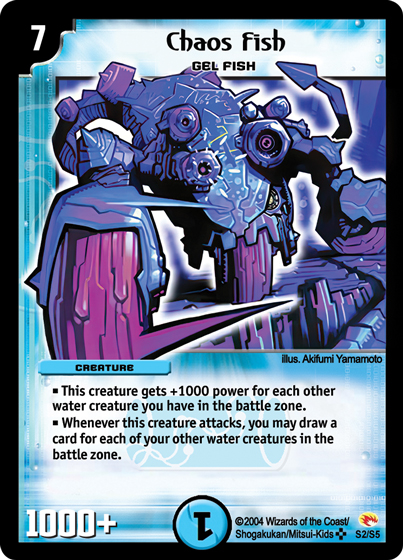 7
Chaos Fish
GEL FISH
illus. Akifumi Yamamoto
CREATURE
▪ This creature gets +1000 power for each other
water creature you have in the battle zone.
▪ Whenever this creature attacks, you may draw a
card for each of your other water creatures in the
battle zone.
1000+
1
©2004 Wizards of the Coast/
Shogakukan/Mitsui-Kids
S2/S5